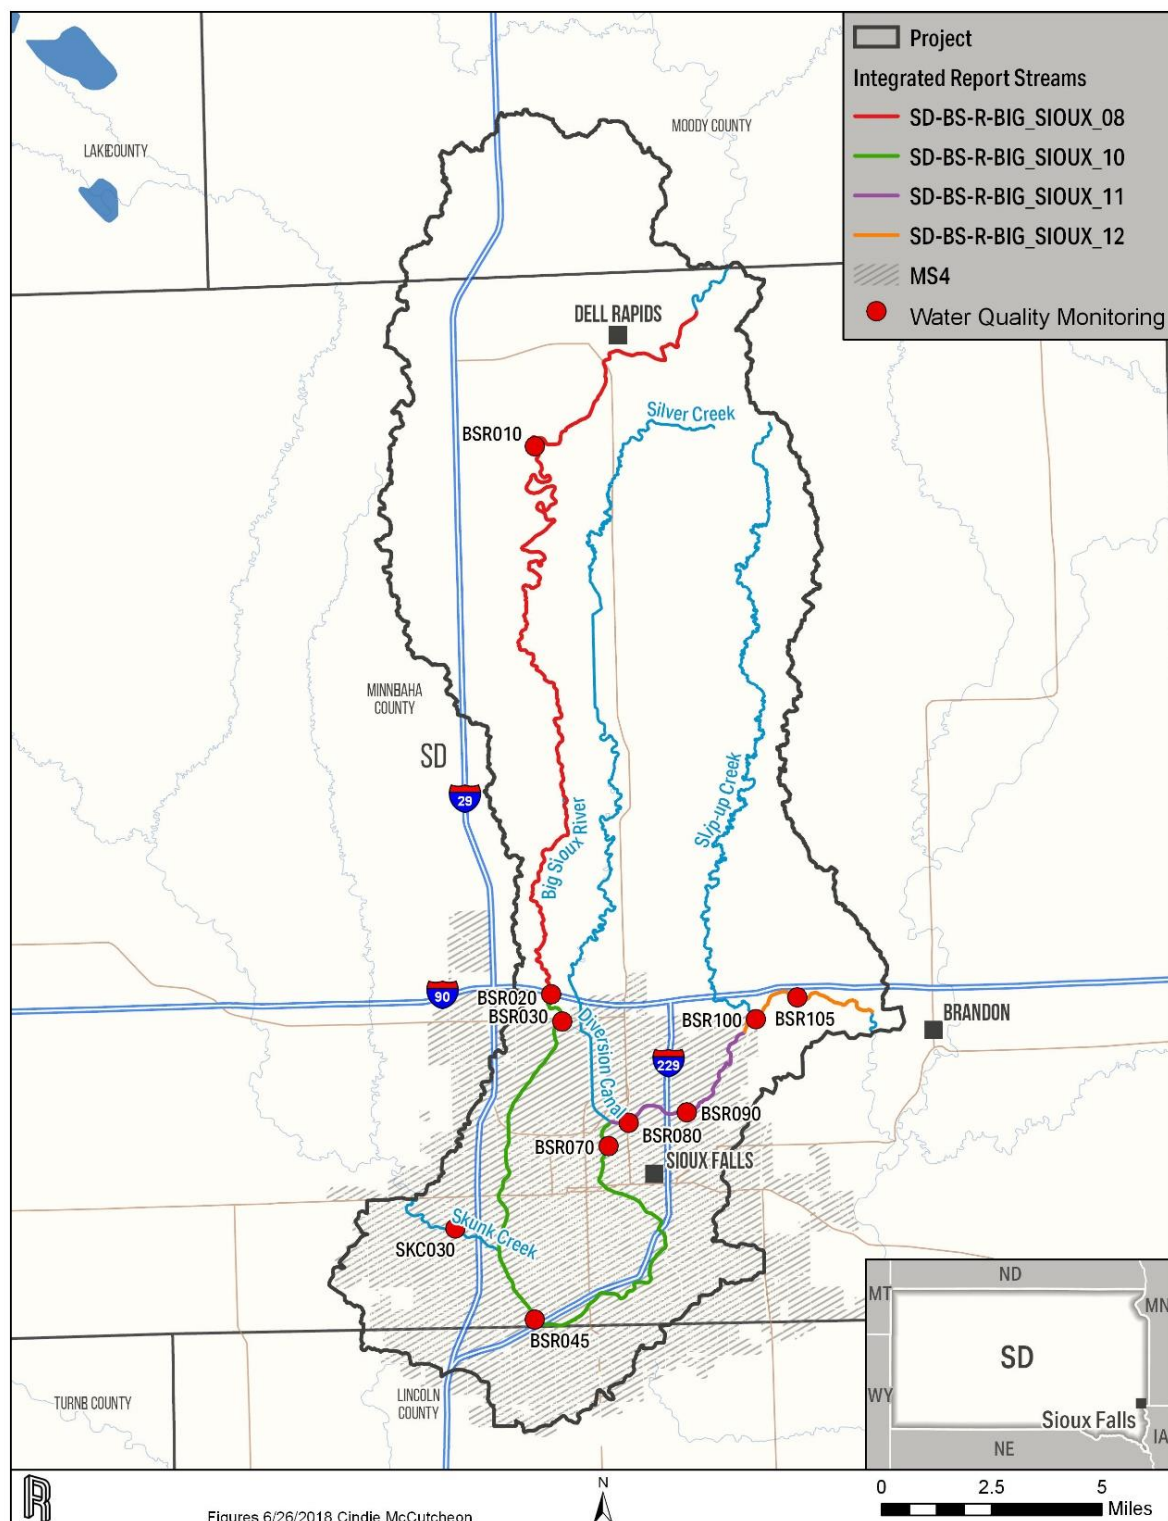 Project
Integrated Report Streams
SD-BS-R-BIG_SIOUX_08
SD-BS-R-BIG_SIOUX_10
SD-BS-R-BIG_SIOUX_11
SD-BS-R-BIG_SIOUX_12
MS4
Water Quality Monitoring
MOODY COUNTY
LAKECOUNTY
DELL RAPIDS
Silver Creek
BSR010
MINNEHAHA
COUNTY
SD
29
Big Sioux River
Slip-up Creek
90
BSR020
BSR030
Diversion Canal
BSR100
BSR105
BRANDON
229
BSR090
BSR080
BSR070
SIOUX FALLS
Skunk Creek
SKC030
BSR045
TURNE COUNTY
LINCOLN
COUNTY
ND
MT
MN
SD
WY
Sioux Falls
IA
NE
0 2.5 5
Miles
N
R
Figures 6/26/2018 Cindie McCutcheon